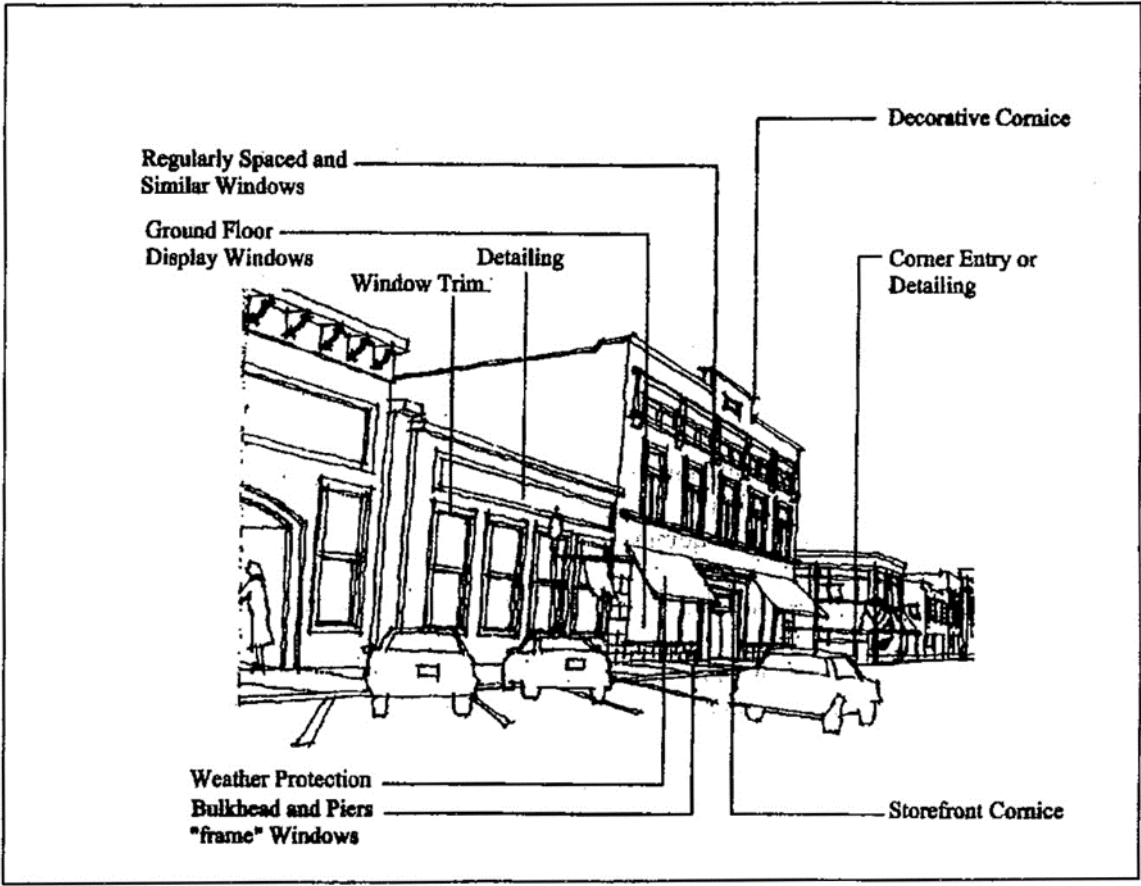 Decorative Cornice
Regularly Spaced and
Similar Windows
Ground Floor
Display Windows
Detailing
Window Trim
Corner Entry or
Detailing
Weather Protection
Bulkhead and Piers
"frame" Windows
Storefront Cornice